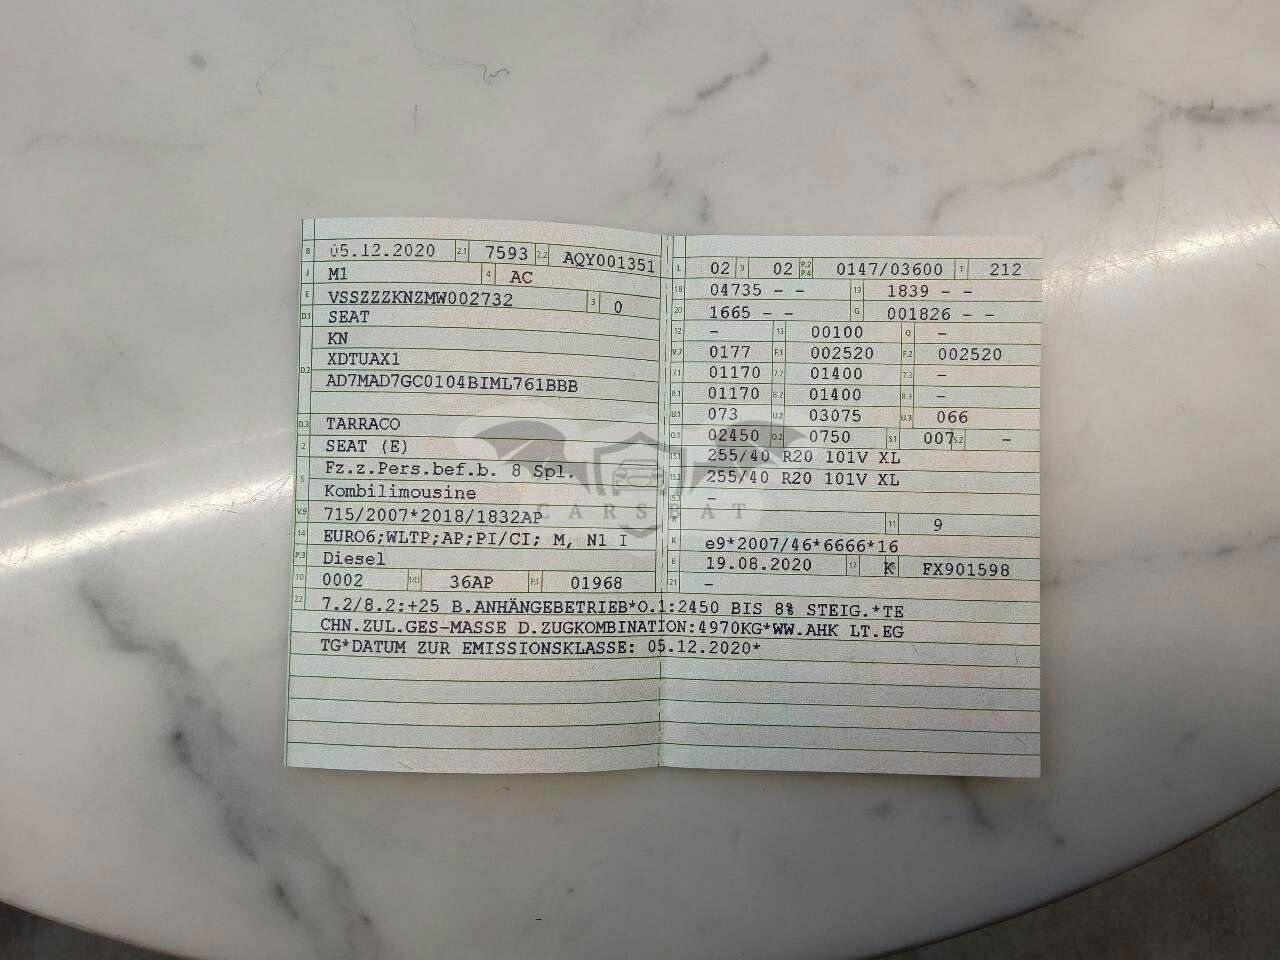 B 05.12.2020 2.1 7593 2.2 AQY001351
J M1 4 AC
E VSSZZZKNZMW002732 3 0
D.1 SEAT
KN
D.2 XDTUAX1
AD7MAD7GC0104BIML761BBB
D.3 TARRACO
2 SEAT (E)
5 Fz.z.Pers.bef.b. 8 Spl.
Kombilimousine
V.9 715/2007*2018/1832AP
14 EURO6;WLTP;AP;PI/CI; M, N1 I
P.3 Diesel
10 0002 14.1 36AP P.1 01968
L 02 9 02 P.2 P.4 0147/03600 T 212
18 04735 - - 19 1839 - -
20 1665 - - G 001826 - -
12 - 13 00100 Q -
V.7 0177 F.1 002520 F.2 002520
7.1 01170 7.2 01400 7.3 -
8.1 01170 8.2 01400 8.3 -
U.1 073 U.2 03075 U.3 066
O.1 02450 O.2 0750 S.1 007 S.2 -
15.1 255/40 R20 101V XL
15.2 255/40 R20 101V XL
15.3 -
R 11 9
K e9*2007/46*6666*16
6 19.08.2020 17 K FX901598
21 -
22 7.2/8.2:+25 B.ANHÄNGEBETRIEB*O.1:2450 BIS 8% STEIG.*TE
CHN.ZUL.GES-MASSE D.ZUGKOMBINATION:4970KG*WW.AHK LT.EG
TG*DATUM ZUR EMISSIONSKLASSE: 05.12.2020*
CARSBAT